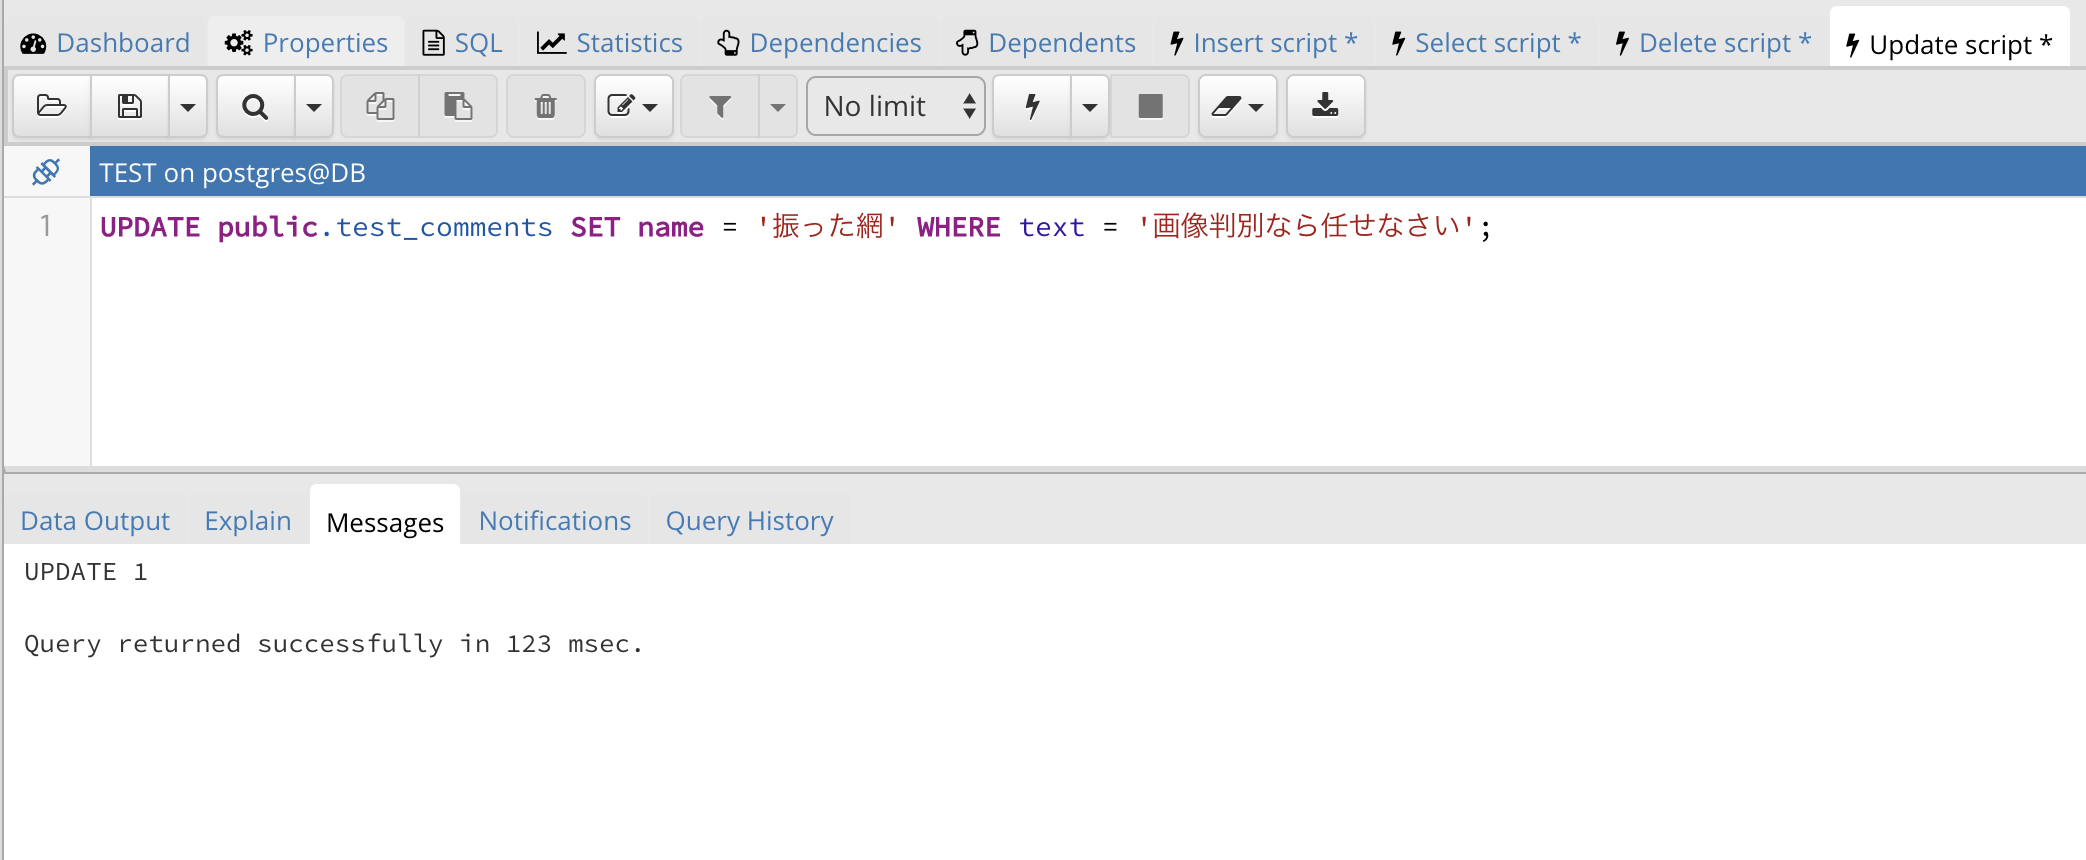 Dashboard Properties SQL Statistics Dependencies Dependents Insert script * Select script * Delete script * Update script *
No limit
TEST on postgres@DB
1 UPDATE public.test_comments SET name = '振った網' WHERE text = '画像判別なら任せなさい';
Data Output Explain Messages Notifications Query History
UPDATE 1
Query returned successfully in 123 msec.